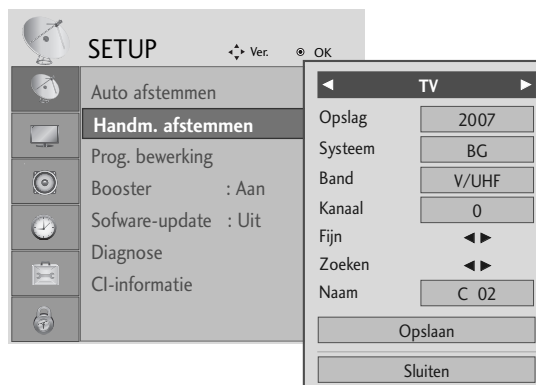 SETUP
Ver. OK
Auto afstemmen
Handm. afstemmen
Prog. bewerking
Booster : Aan
Sofware-update : Uit
Diagnose
CI-informatie
TV
Opslag 2007
Systeem BG
Band V/UHF
Kanaal 0
Fijn
Zoeken
Naam C 02
Opslaan
Sluiten